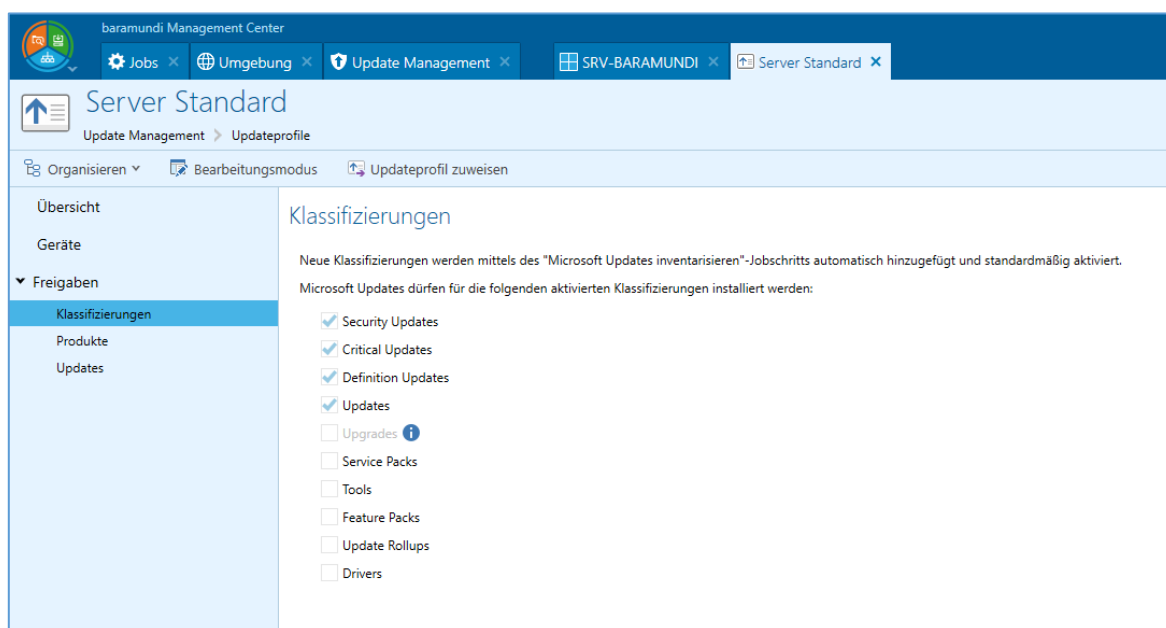 baramundi Management Center
Jobs Umgebung Update Management SRV-BARAMUNDI Server Standard
Server Standard
Update Management > Updateprofile
Organisieren Bearbeitungsmodus Updateprofil zuweisen
Übersicht
Geräte
Freigaben
Klassifizierungen
Produkte
Updates
Klassifizierungen
Neue Klassifizierungen werden mittels des "Microsoft Updates inventarisieren"-Jobschritts automatisch hinzugefügt und standardmäßig aktiviert.
Microsoft Updates dürfen für die folgenden aktivierten Klassifizierungen installiert werden:
Security Updates
Critical Updates
Definition Updates
Updates
Upgrades
Service Packs
Tools
Feature Packs
Update Rollups
Drivers